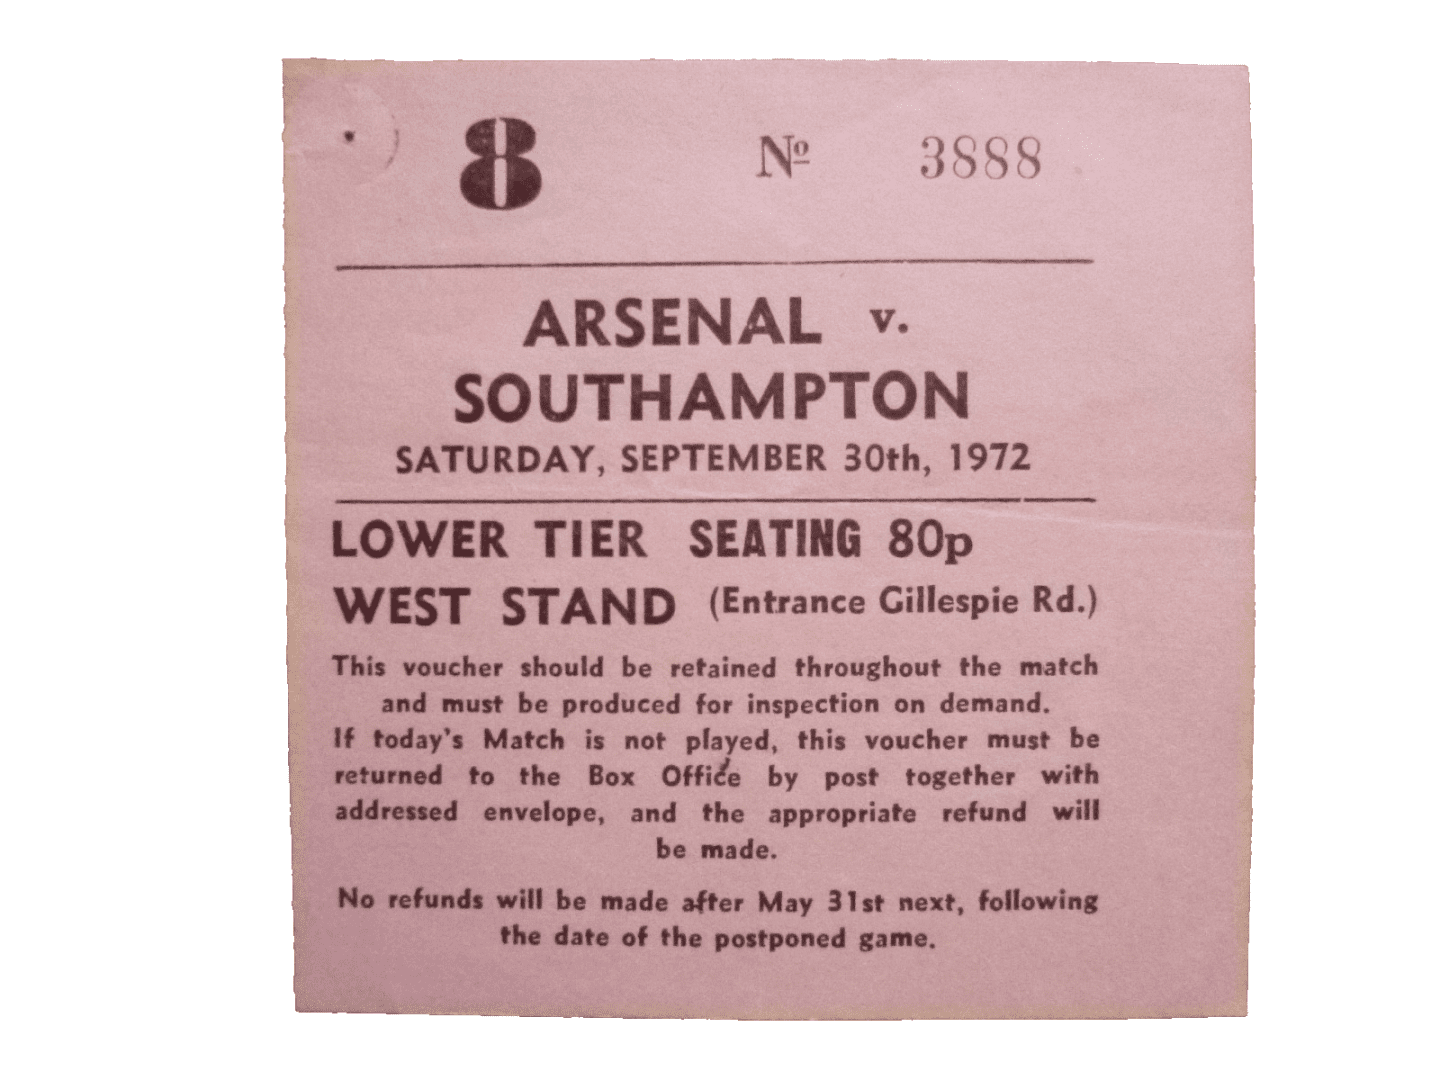 8 Nº 3888
ARSENAL v.
SOUTHAMPTON
SATURDAY, SEPTEMBER 30th, 1972
LOWER TIER SEATING 80p
WEST STAND (Entrance Gillespie Rd.)
This voucher should be retained throughout the match
and must be produced for inspection on demand.
If today's Match is not played, this voucher must be
returned to the Box Office by post together with
addressed envelope, and the appropriate refund will
be made.
No refunds will be made after May 31st next, following
the date of the postponed game.